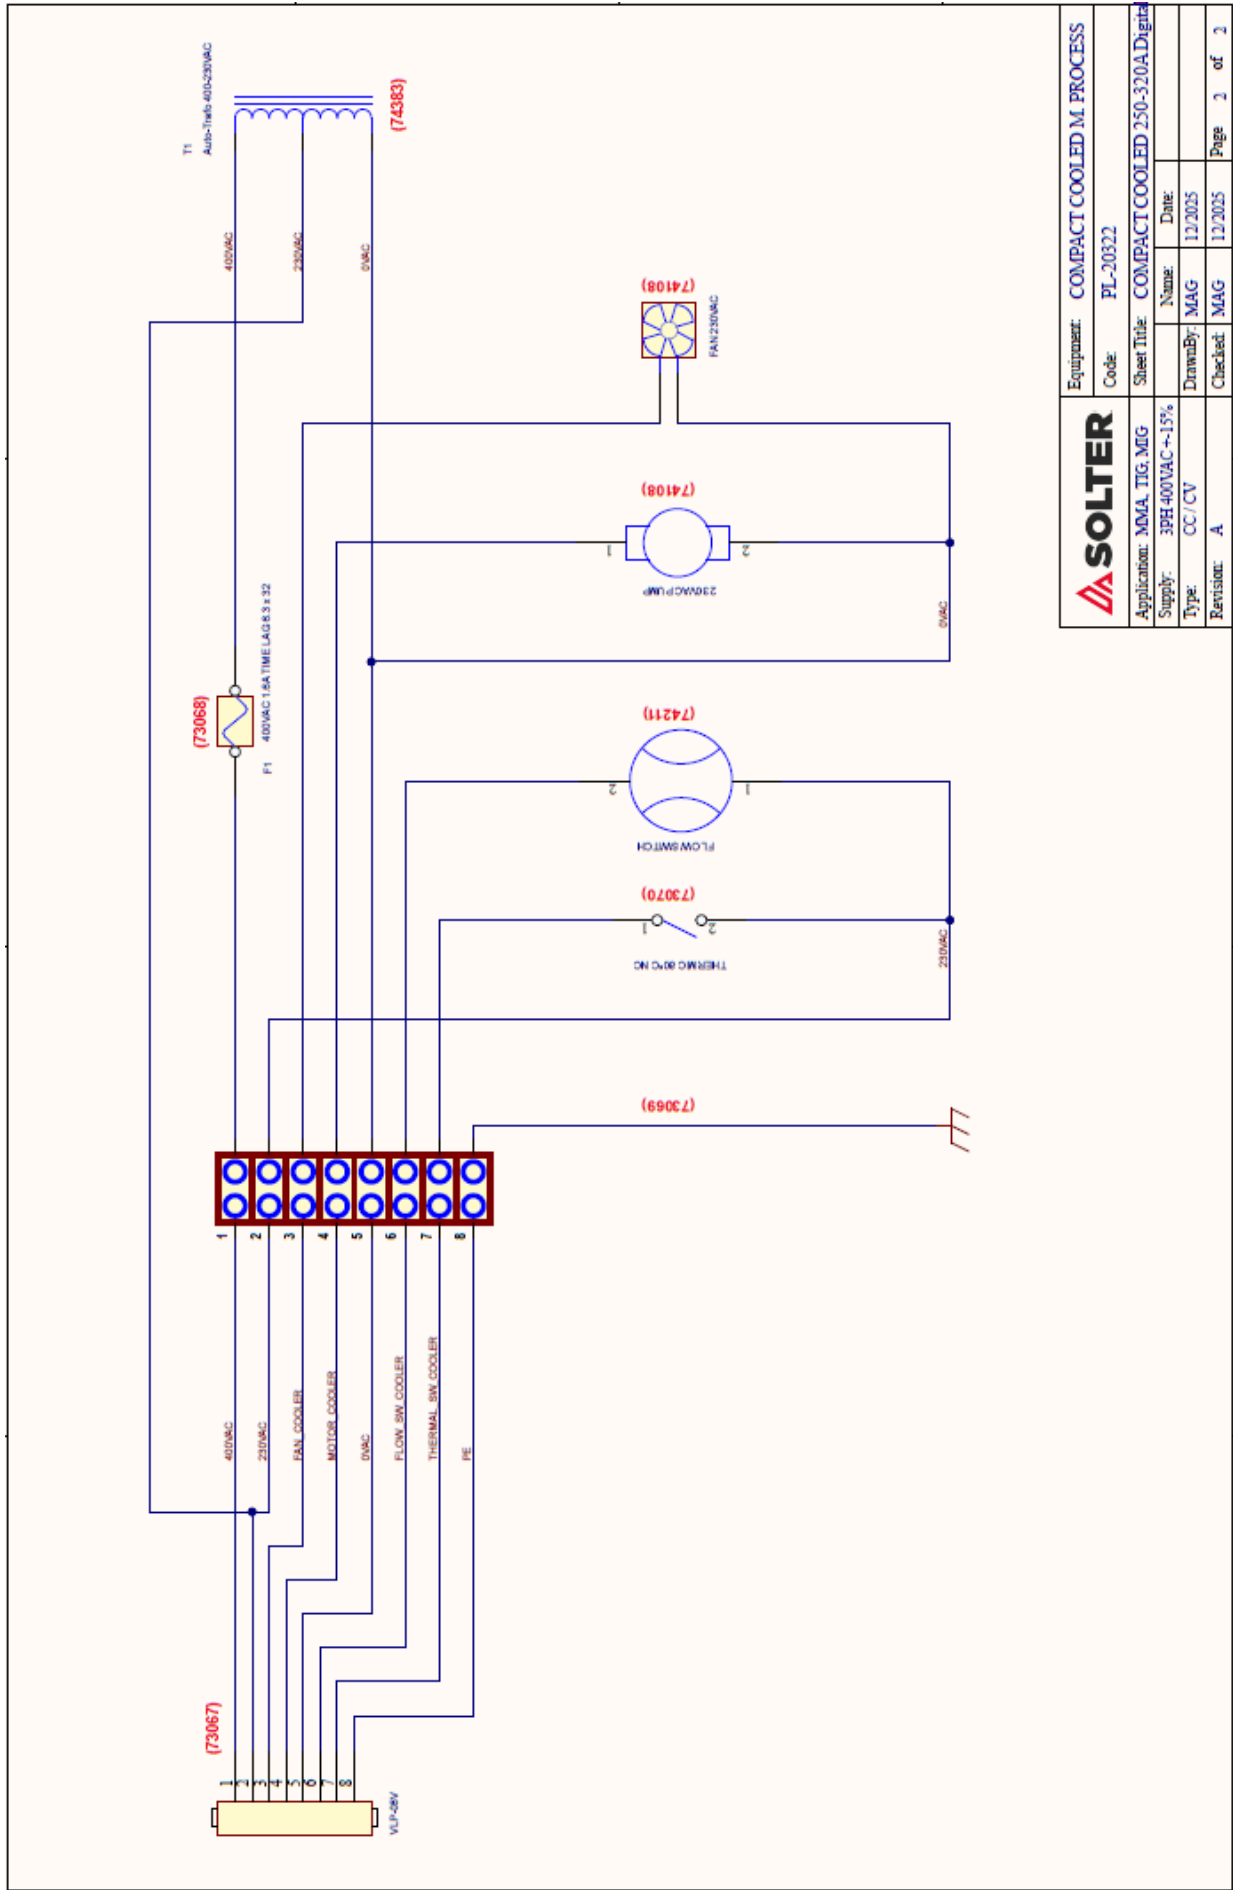 T1
Auto-Trafo 400-230VAC
(74383)
400VAC
230VAC
0VAC
(74108)
FAN 230VAC
(74108)
1
2
230VAC PUMP
0VAC
(73068)
F1
400VAC 1.6A TIME LAG 6.3 x 32
(74211)
2
1
FLOW SWITCH
(73070)
1
2
THERMIC 80°C NC
230VAC
(73069)
1
2
3
4
5
6
7
8
400VAC
230VAC
FAN_COOLER
MOTOR_COOLER
0VAC
FLOW_SW_COOLER
THERMAL_SW_COOLER
PE
(73067)
1
2
3
4
5
6
7
8
VLP-08V
SOLTER
Equipment: COMPACT COOLED M. PROCESS
Code: PL-20322
Application: MMA, TIG, MIG
Sheet Title: COMPACT COOLED 250-320A Digital
Supply: 3PH 400VAC +-15%
Name: Date:
Type: CC / CV
DrawnBy: MAG 12/2025
Revision: A
Checked: MAG 12/2025 Page 2 of 2